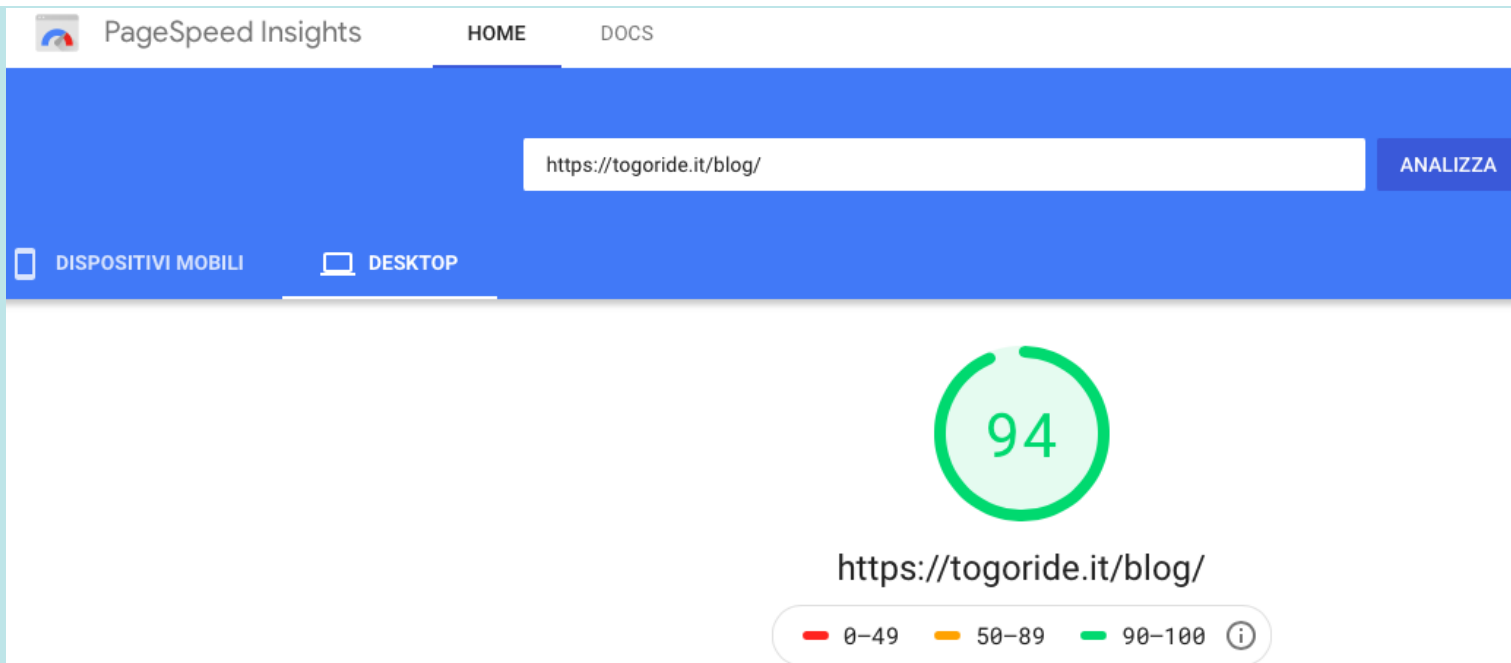 PageSpeed Insights HOME DOCS
https://togoride.it/blog/ ANALIZZA
DISPOSITIVI MOBILI DESKTOP
94
https://togoride.it/blog/
0–49 50–89 90–100